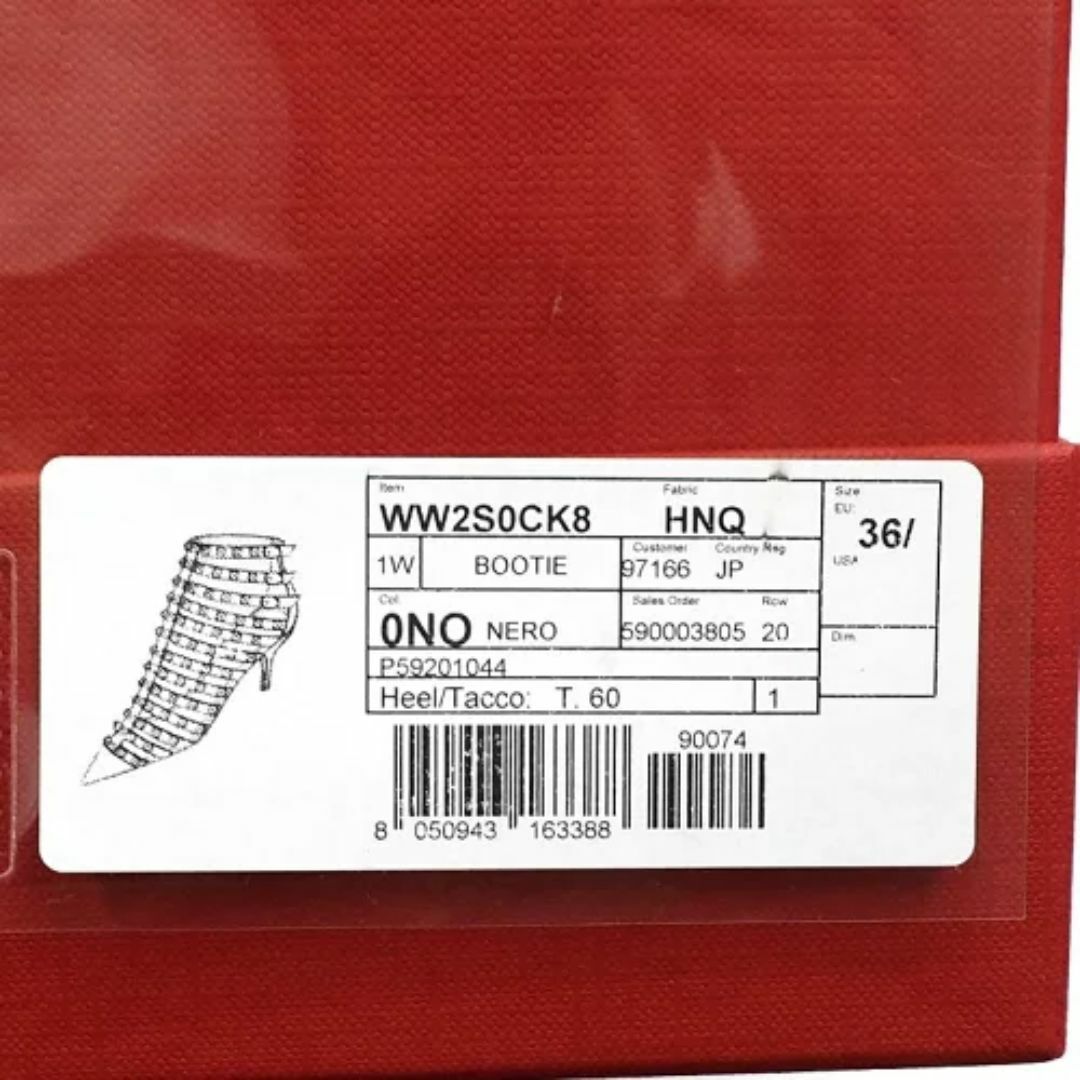 Item Fabric
WW2S0CK8 HNQ
Size
EU:
36/
USA
1W BOOTIE
Customer Country Rsg
97166 JP
Col.
0NO NERO
Sales Order Row
590003805 20
Dim.
P59201044
Heel/Tacco: T. 60 1
90074
8 050943 163388